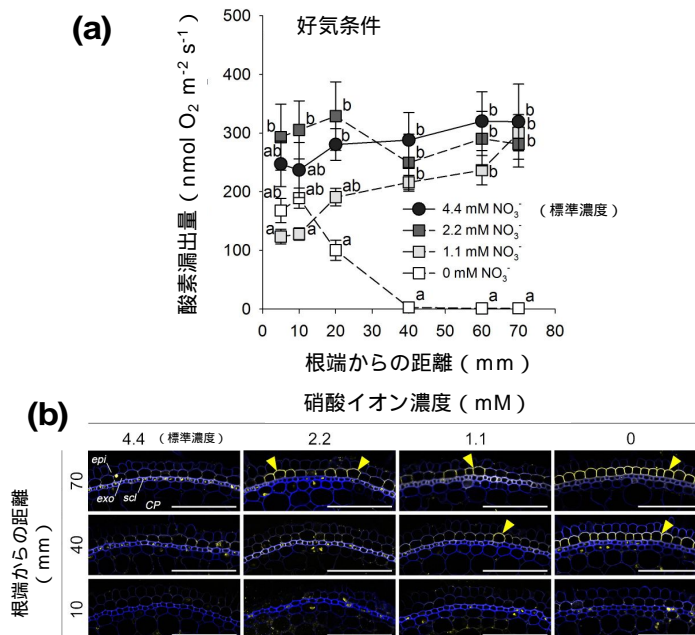 (a)
好気条件
酸素漏出量 ( nmol O₂ m⁻² s⁻¹ )
500
400
300
200
100
0
b b b b b b
ab ab b b b b
ab ab ab b b b
a a a a a a
4.4 mM NO₃⁻ ( 標準濃度 )
2.2 mM NO₃⁻
1.1 mM NO₃⁻
0 mM NO₃⁻
0 10 20 30 40 50 60 70 80
根端からの距離 ( mm )
(b)
硝酸イオン濃度 ( mM )
4.4 ( 標準濃度 ) 2.2 1.1 0
根端からの距離 ( mm )
70
epi
exo
scl
CP
40
10